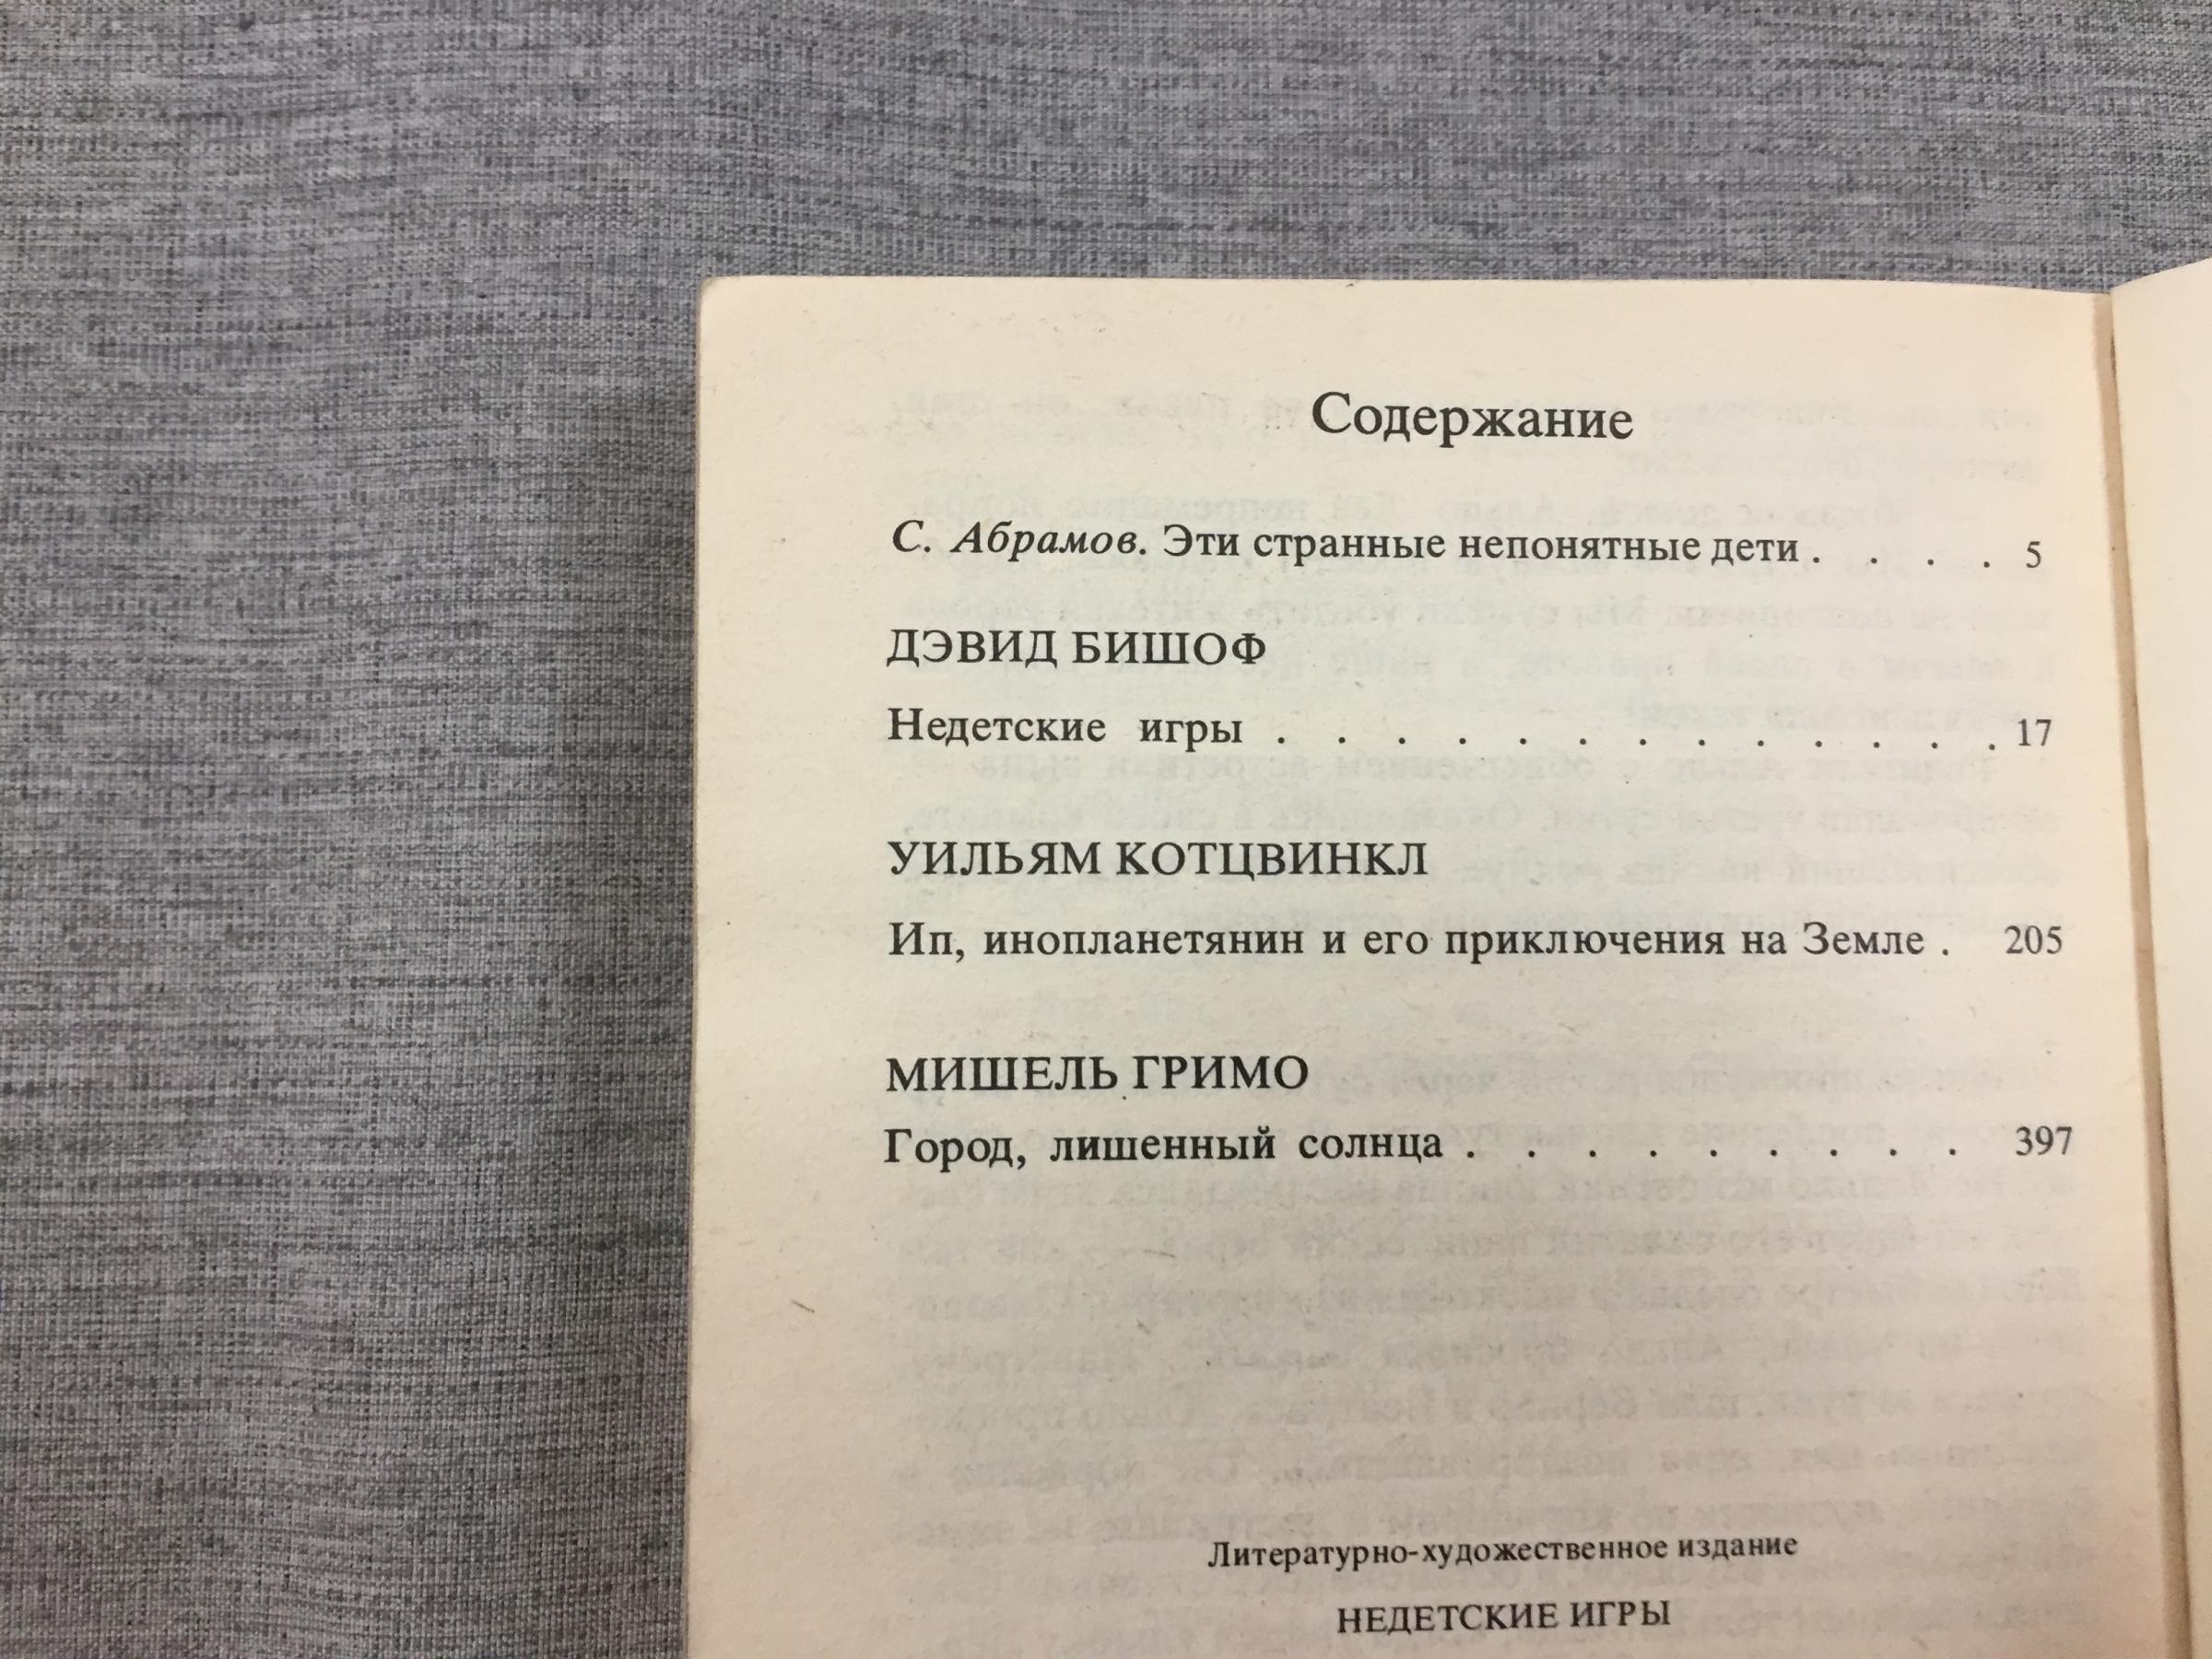 Содержание
С. Абрамов. Эти странные непонятные дети . . . . 5
ДЭВИД БИШОФ
Недетские игры . . . . . . . . . . . . . 17
УИЛЬЯМ КОТЦВИНКЛ
Ип, инопланетянин и его приключения на Земле . 205
МИШЕЛЬ ГРИМО
Город, лишенный солнца . . . . . . . . . 397
Литературно-художественное издание
НЕДЕТСКИЕ ИГРЫ